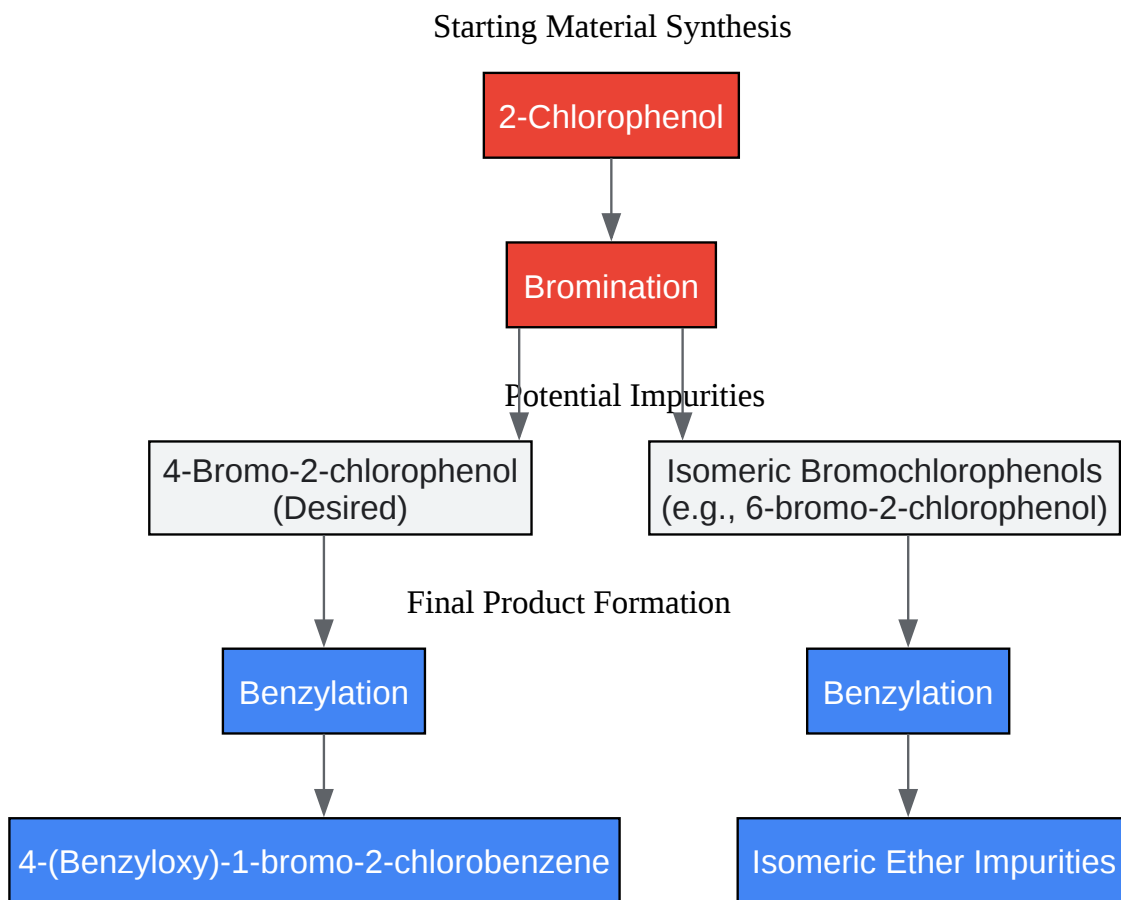 Starting Material Synthesis
2-Chlorophenol
Bromination
Potential Impurities
4-Bromo-2-chlorophenol
(Desired)
Isomeric Bromochlorophenols
(e.g., 6-bromo-2-chlorophenol)
Final Product Formation
Benzylation
Benzylation
4-(Benzyloxy)-1-bromo-2-chlorobenzene
Isomeric Ether Impurities